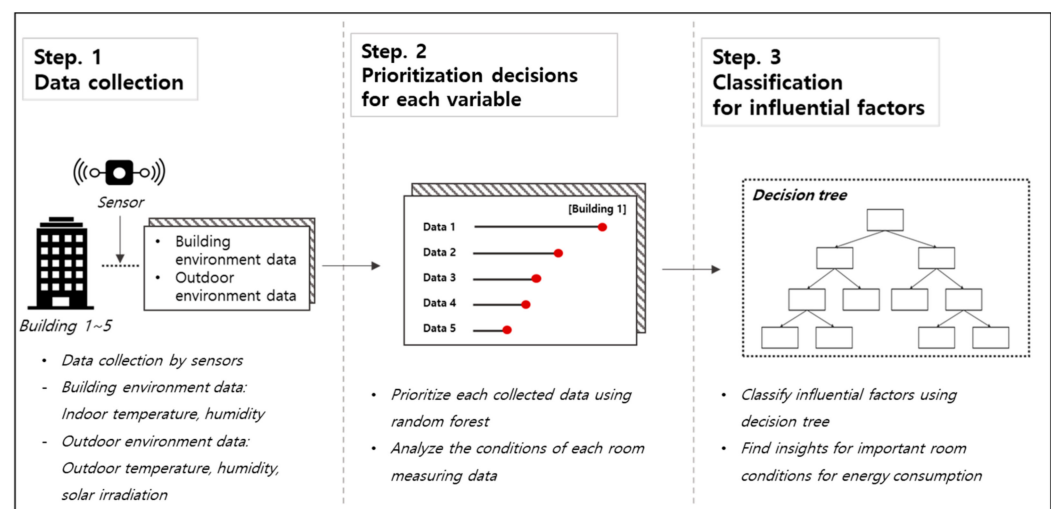 Step. 1
Data collection
Sensor
Building 1~5
• Building
environment data
• Outdoor
environment data
• Data collection by sensors
- Building environment data:
Indoor temperature, humidity
- Outdoor environment data:
Outdoor temperature, humidity,
solar irradiation
Step. 2
Prioritization decisions
for each variable
[Building 1]
Data 1
Data 2
Data 3
Data 4
Data 5
• Prioritize each collected data using
random forest
• Analyze the conditions of each room
measuring data
Step. 3
Classification
for influential factors
Decision tree
• Classify influential factors using
decision tree
• Find insights for important room
conditions for energy consumption